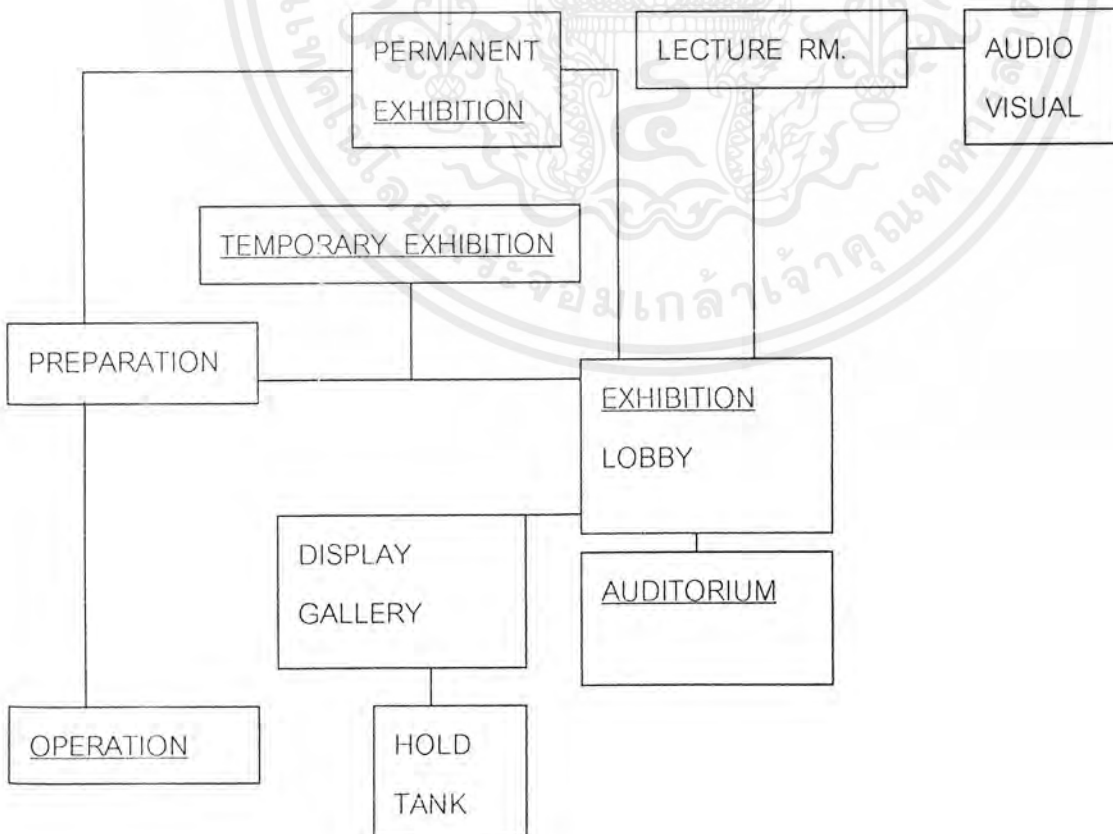 PERMANENT
EXHIBITION
LECTURE RM.
AUDIO
VISUAL
TEMPORARY EXHIBITION
PREPARATION
EXHIBITION
LOBBY
DISPLAY
GALLERY
AUDITORIUM
OPERATION
HOLD
TANK